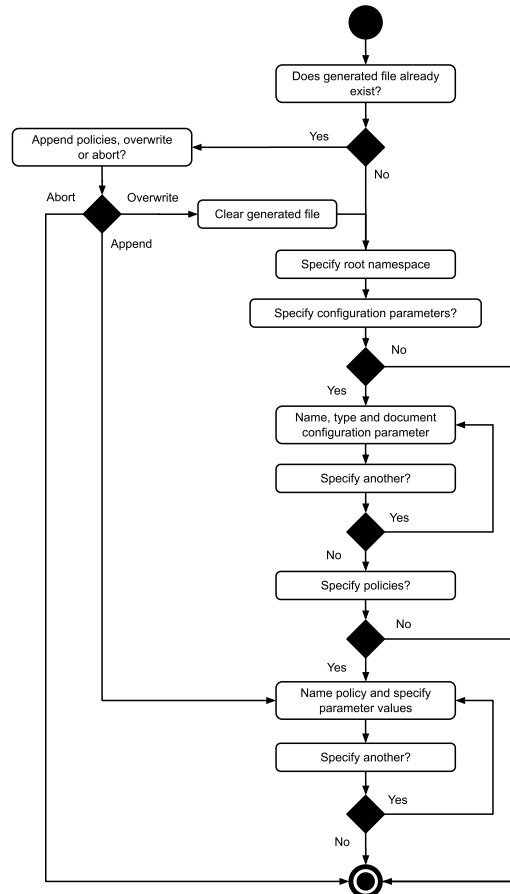 Does generated file already
exist?
Yes
Append policies, overwrite
or abort?
No
Abort
Overwrite
Clear generated file
Append
Specify root namespace
Specify configuration parameters?
No
Yes
Name, type and document
configuration parameter
Specify another?
Yes
No
Specify policies?
No
Yes
Name policy and specify
parameter values
Specify another?
Yes
No